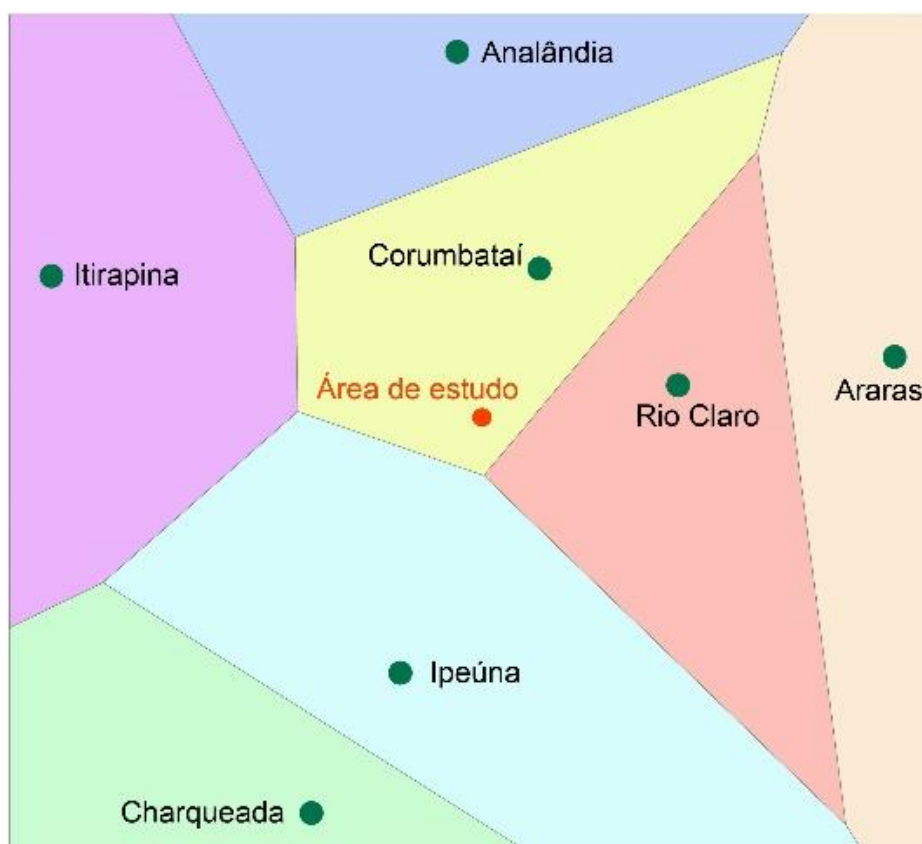 Analândia
Corumbataí
Itirapina
Área de estudo
Araras
Rio Claro
Ipeúna
Charqueada